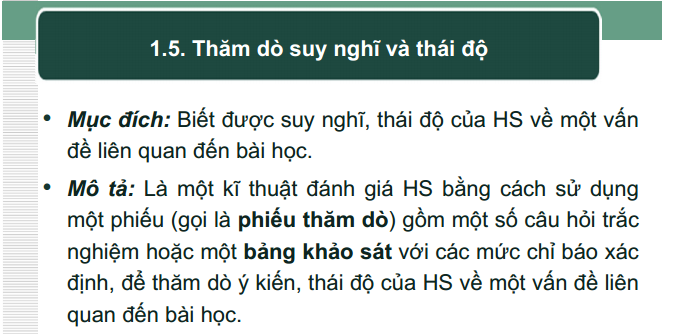 1.5. Thăm dò suy nghĩ và thái độ
• Mục đích: Biết được suy nghĩ, thái độ của HS về một vấn
đề liên quan đến bài học.
• Mô tả: Là một kĩ thuật đánh giá HS bằng cách sử dụng
một phiếu (gọi là phiếu thăm dò) gồm một số câu hỏi trắc
nghiệm hoặc một bảng khảo sát với các mức chỉ báo xác
định, để thăm dò ý kiến, thái độ của HS về một vấn đề liên
quan đến bài học.